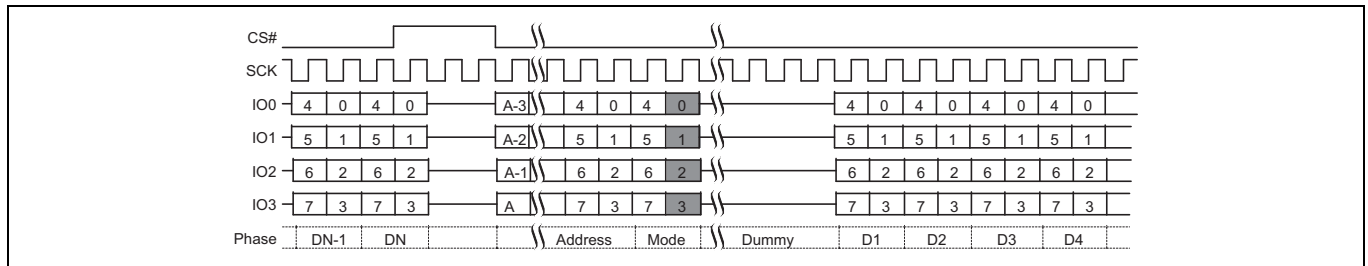 CS#
SCK
IO0 4 0 4 0 A-3 4 0 4 0 4 0 4 0 4 0 4 0
IO1 5 1 5 1 A-2 5 1 5 1 5 1 5 1 5 1 5 1
IO2 6 2 6 2 A-1 6 2 6 2 6 2 6 2 6 2 6 2
IO3 7 3 7 3 A 7 3 7 3 7 3 7 3 7 3 7 3
Phase DN-1 DN Address Mode Dummy D1 D2 D3 D4